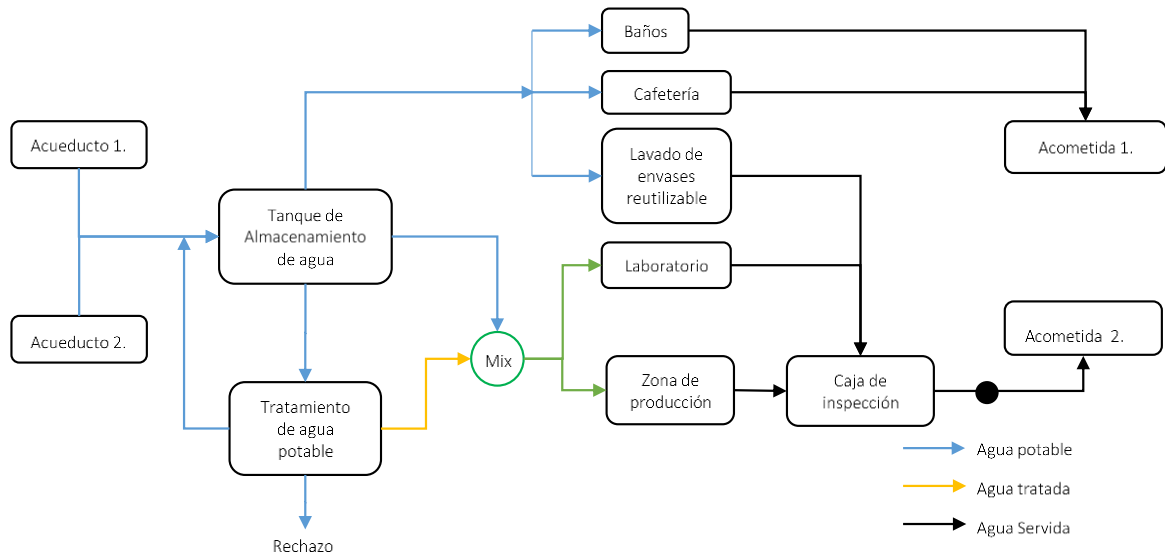 Baños
Cafetería
Acueducto 1.
Lavado de
envases
reutilizable
Acometida 1.
Tanque de
Almacenamiento
de agua
Laboratorio
Acueducto 2.
Acometida 2.
Mix
Zona de
producción
Caja de
inspección
Tratamiento
de agua
potable
Agua potable
Agua tratada
Agua Servida
Rechazo